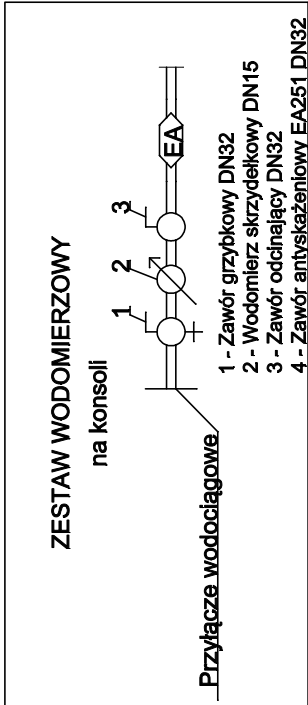 ZESTAW WODOMIERZOWY
na konsoli
1
2
3
EA
Przyłącze wodociągowe
1 - Zawór grzybkowy DN32
2 - Wodomierz skrzydełkowy DN15
3 - Zawór odcinający DN32
4 - Zawór antyskażeniowy EA251 DN32